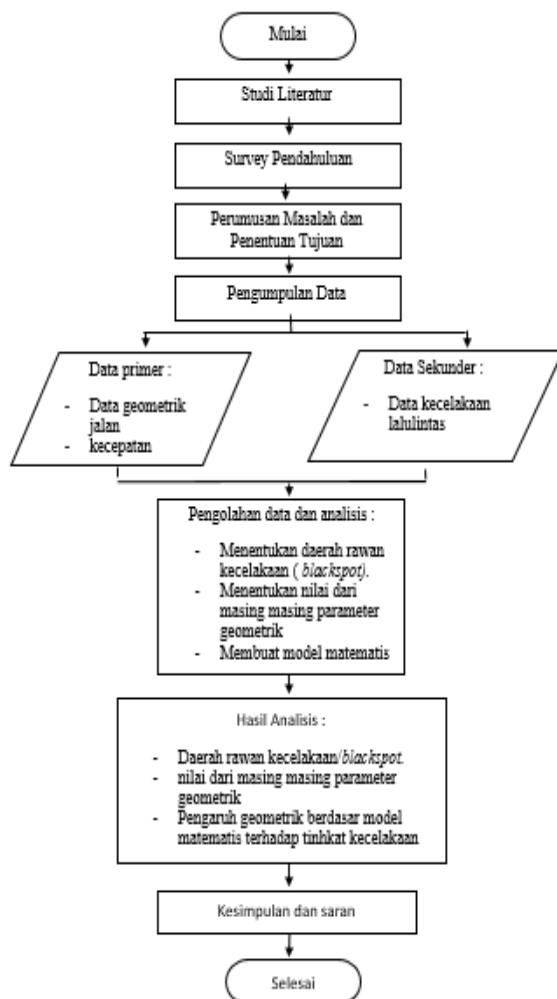 Mulai
Studi Literatur
Survey Pendahuluan
Perumusan Masalah dan
Penentuan Tujuan
Pengumpulan Data
Data primer :
- Data geometrik
jalan
- kecepatan
Data Sekunder :
- Data kecelakaan
lalulintas
Pengolahan data dan analisis :
- Menentukan daerah rawan
kecelakaan ( blackspot).
- Menentukan nilai dari
masing masing parameter
geometrik
- Membuat model matematis
Hasil Analisis :
- Daerah rawan kecelakaan/blackspot.
- nilai dari masing masing parameter
geometrik
- Pengaruh geometrik berdasar model
matematis terhadap tinhkat kecelakaan
Kesimpulan dan saran
Selesai